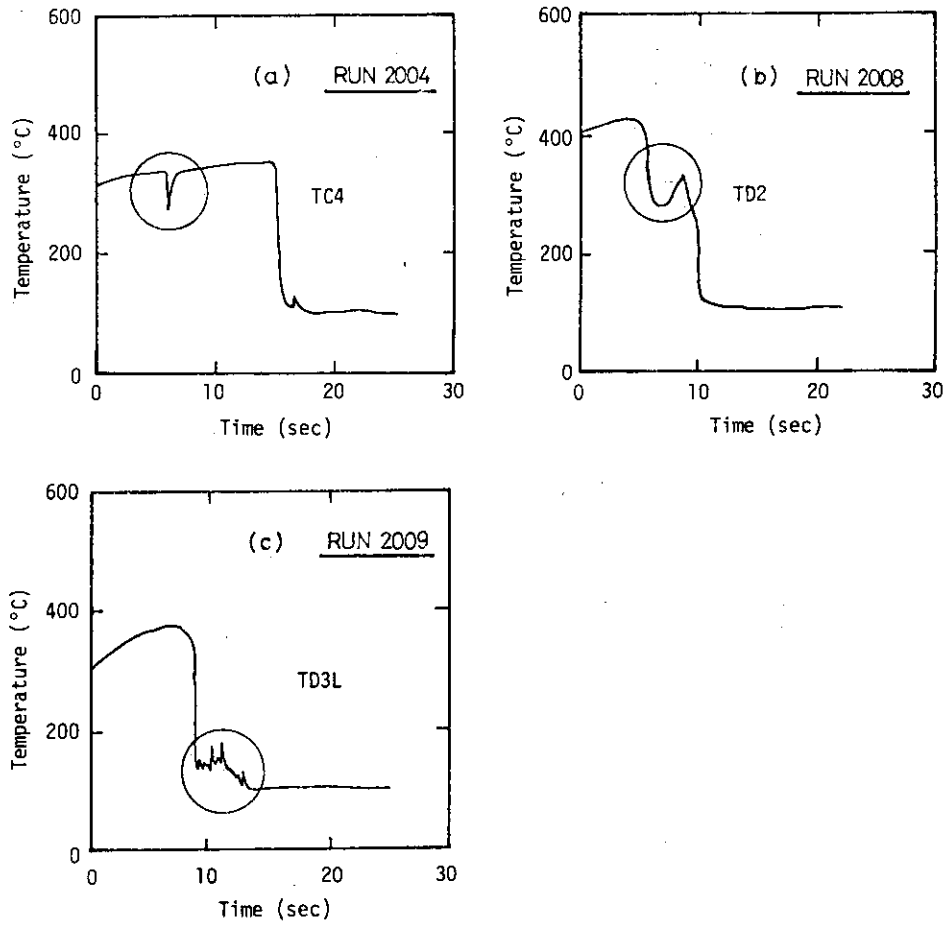 600
(a) RUN 2004
400
TC4
200
0
0 10 20 30
Temperature (°C)
Time (sec)
600
(b) RUN 2008
400
TD2
200
0
0 10 20 30
Temperature (°C)
Time (sec)
600
(c) RUN 2009
400
TD3L
200
0
0 10 20 30
Temperature (°C)
Time (sec)